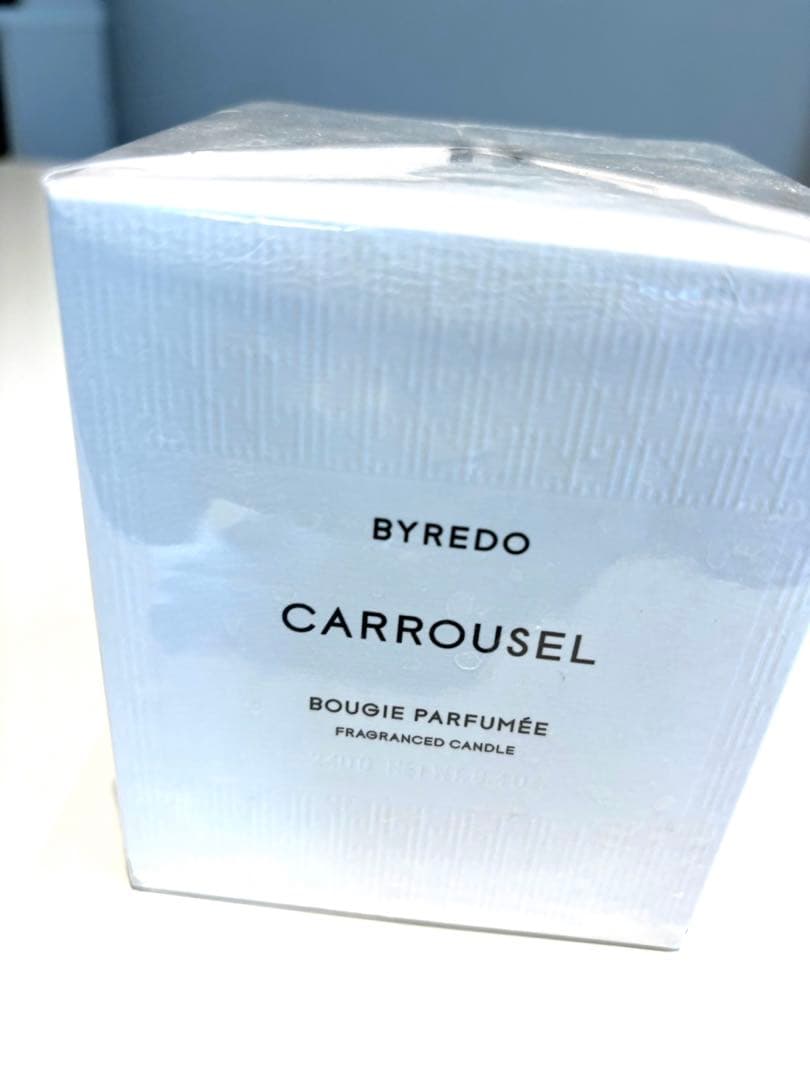 BYREDO
CARROUSEL
BOUGIE PARFUMÉE
FRAGRANCED CANDLE